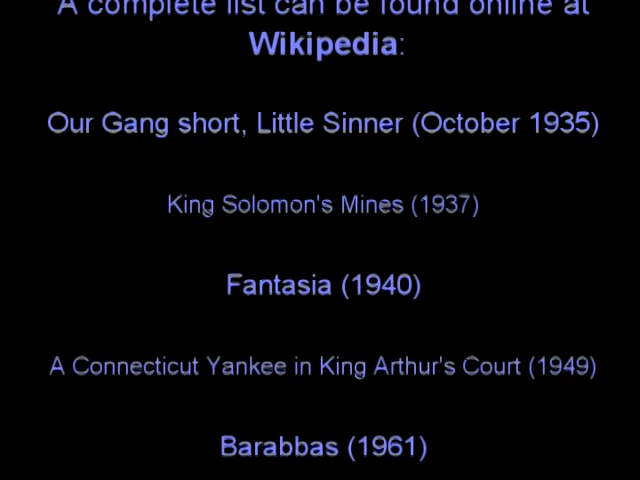 A complete list can be found online at
Wikipedia:
Our Gang short, Little Sinner (October 1935)
King Solomon's Mines (1937)
Fantasia (1940)
A Connecticut Yankee in King Arthur's Court (1949)
Barabbas (1961)